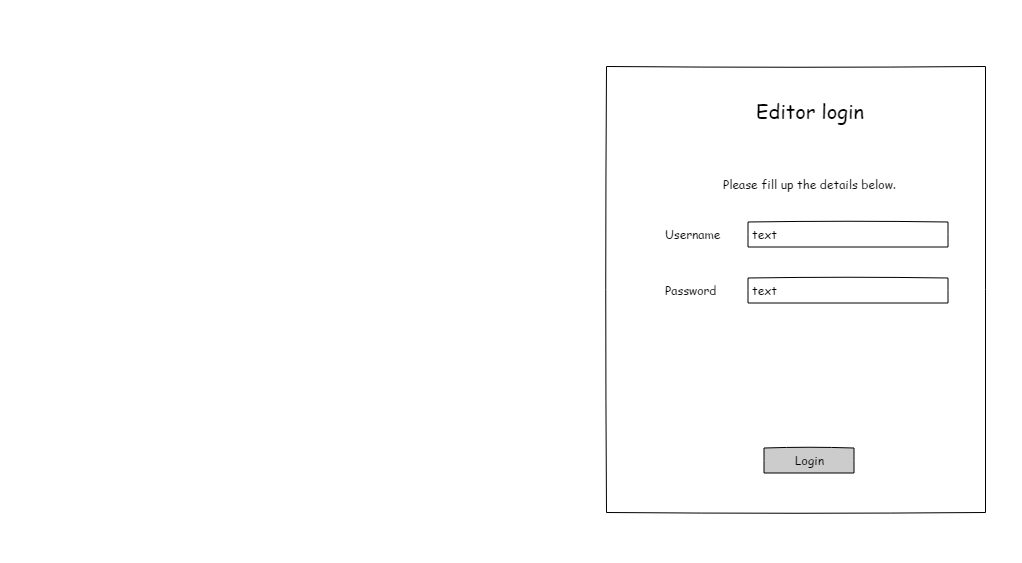 Editor login
Please fill up the details below.
Username text
Password text
Login